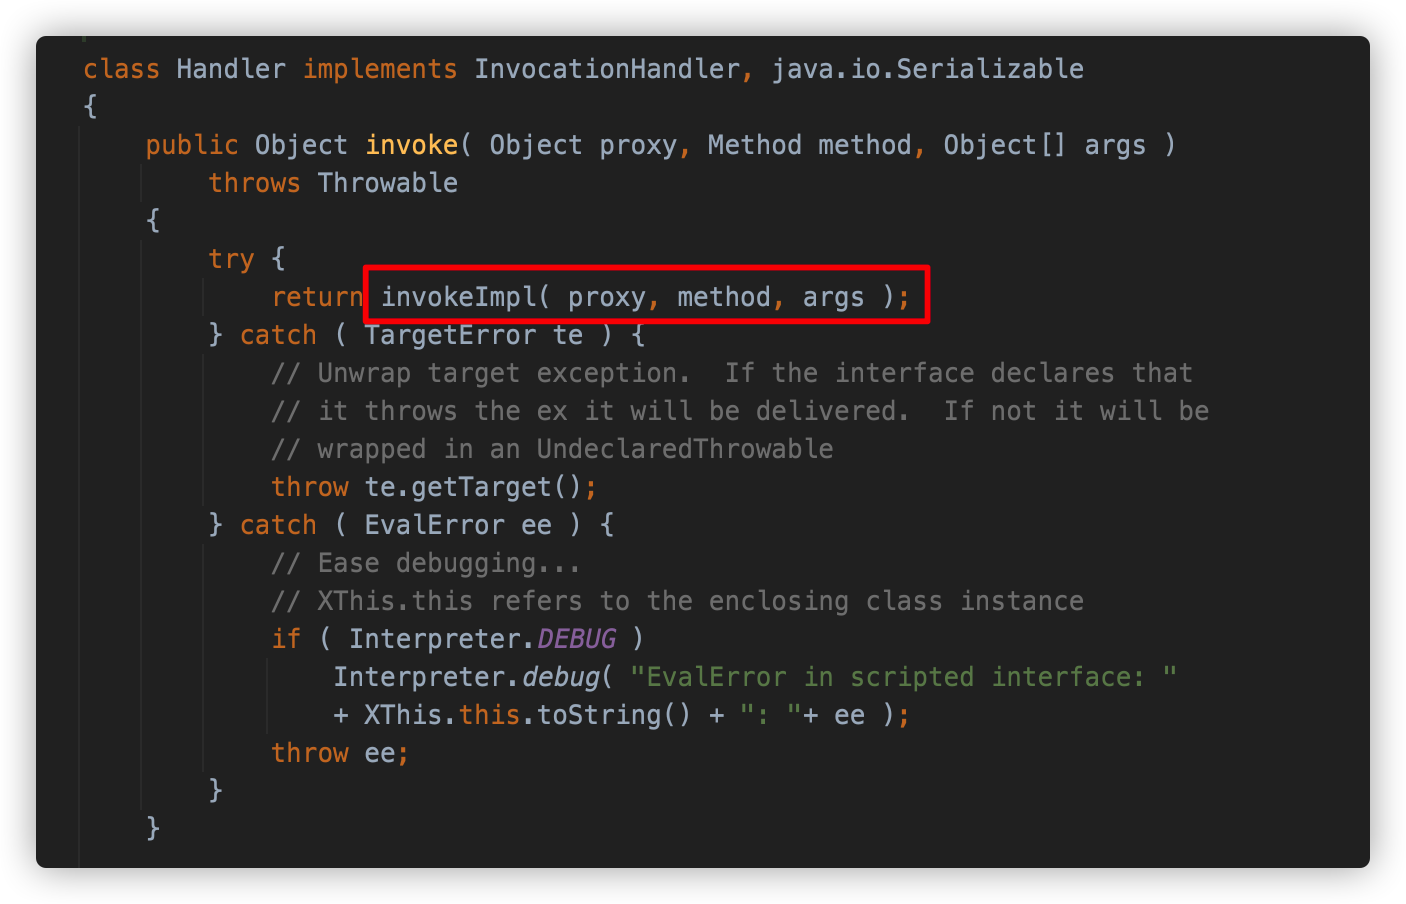 class Handler implements InvocationHandler, java.io.Serializable
{
    public Object invoke( Object proxy, Method method, Object[] args )
        throws Throwable
    {
        try {
            return invokeImpl( proxy, method, args );
        } catch ( TargetError te ) {
            // Unwrap target exception.  If the interface declares that
            // it throws the ex it will be delivered.  If not it will be
            // wrapped in an UndeclaredThrowable
            throw te.getTarget();
        } catch ( EvalError ee ) {
            // Ease debugging...
            // XThis.this refers to the enclosing class instance
            if ( Interpreter.DEBUG )
                Interpreter.debug( "EvalError in scripted interface: "
                + XThis.this.toString() + ": "+ ee );
            throw ee;
        }
    }